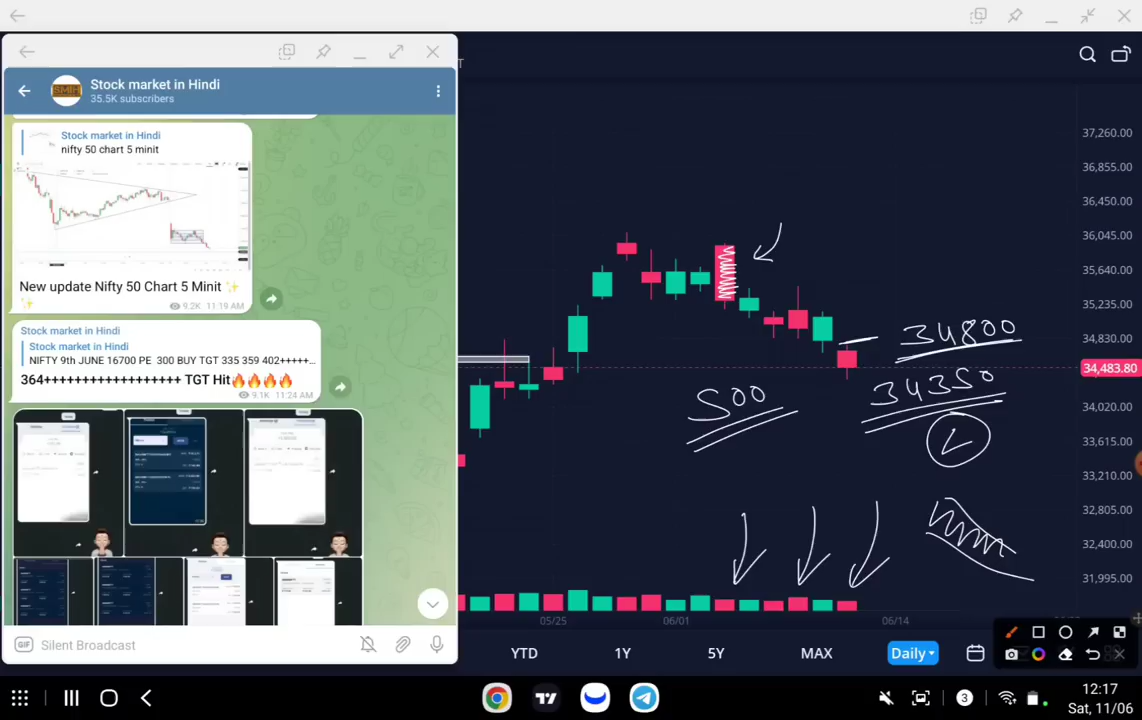 Stock market in Hindi
35.5K subscribers
Stock market in Hindi
nifty 50 chart 5 minit
New update Nifty 50 Chart 5 Minit ✨
✨
9.2K 11:19 AM
Stock market in Hindi
Stock market in Hindi
NIFTY 9th JUNE 16700 PE 300 BUY TGT 335 359 402+++++...
364++++++++++++++++++ TGT Hit🔥🔥🔥🔥
9.1K 11:24 AM
GIF
Silent Broadcast
T
37,260.00
36,855.00
36,450.00
36,045.00
35,640.00
35,235.00
34,830.00
34,483.80
34,020.00
33,615.00
33,210.00
32,805.00
32,400.00
31,995.00
34800
34350
500
05/25
06/01
06/14
YTD
1Y
5Y
MAX
Daily
3
12:17
Sat, 11/06